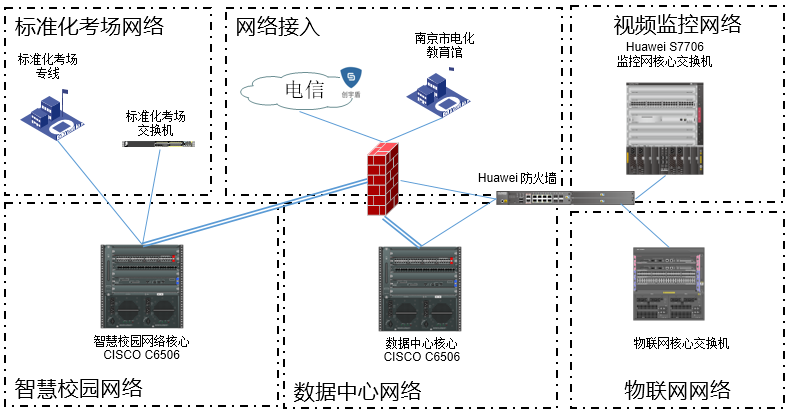 标准化考场网络
标准化考场
专线
标准化考场
交换机
网络接入
电信
创宇盾
南京市电化
教育馆
视频监控网络
Huawei S7706
监控网核心交换机
Huawei 防火墙
智慧校园网络核心
CISCO C6506
智慧校园网络
数据中心核心
CISCO C6506
数据中心网络
物联网核心交换机
物联网网络